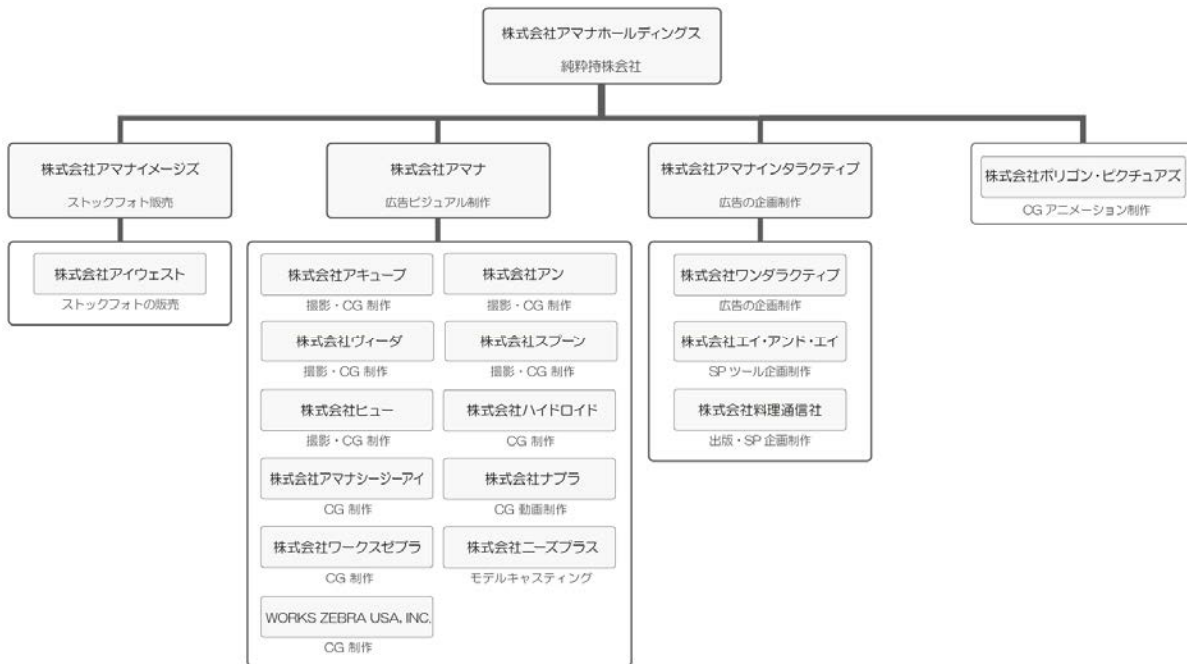 株式会社アマナホールディングス
純粋持株会社
株式会社アマナイメージズ
ストックフォト販売
株式会社アマナ
広告ビジュアル制作
株式会社アマナインタラクティブ
広告の企画制作
株式会社ポリゴン・ピクチュアズ
CG アニメーション制作
株式会社アイウェスト
ストックフォトの販売
株式会社アキューブ
撮影・CG 制作
株式会社アン
撮影・CG 制作
株式会社ヴィーダ
撮影・CG 制作
株式会社スプーン
撮影・CG 制作
株式会社ヒュー
撮影・CG 制作
株式会社ハイドロイド
CG 制作
株式会社アマナシージーアイ
CG 制作
株式会社ナブラ
CG 動画制作
株式会社ワークスゼブラ
CG 制作
株式会社ニーズプラス
モデルキャスティング
WORKS ZEBRA USA, INC.
CG 制作
株式会社ワンダラクティブ
広告の企画制作
株式会社エイ・アンド・エイ
SP ツール企画制作
株式会社料理通信社
出版・SP 企画制作